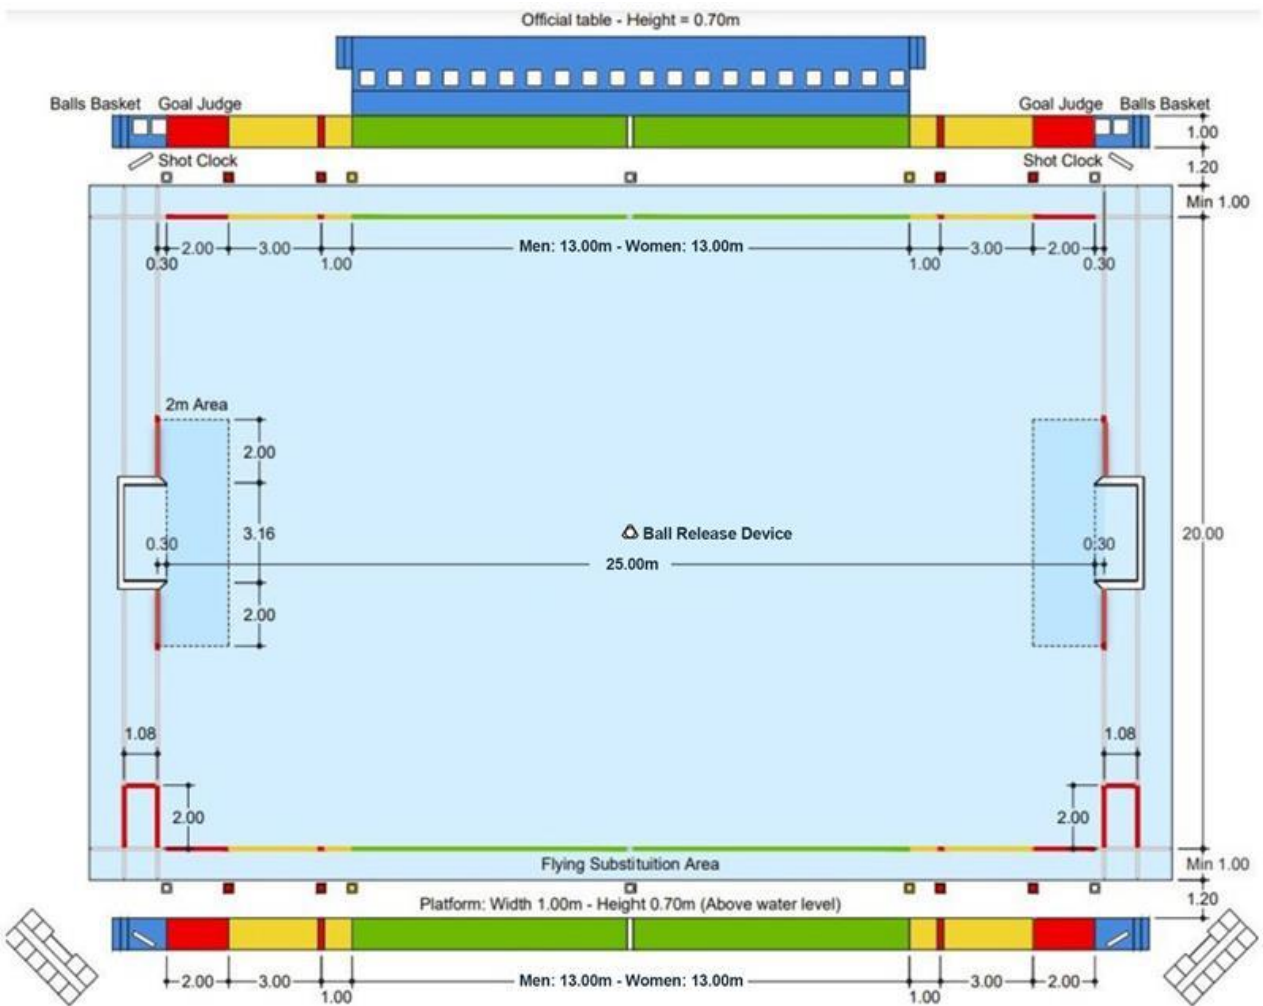 Official table - Height = 0.70m
Balls Basket Goal Judge Goal Judge Balls Basket
1.00
Shot Clock Shot Clock 1.20
Min 1.00
2.00 3.00 Men: 13.00m - Women: 13.00m 3.00 2.00
0.30 1.00 1.00 0.30
2m Area
2.00
3.16 Ball Release Device 20.00
0.30 0.30
25.00m
2.00
1.08 1.08
2.00 2.00
Flying Substituition Area Min 1.00
Platform: Width 1.00m - Height 0.70m (Above water level) 1.20
2.00 3.00 Men: 13.00m - Women: 13.00m 3.00 2.00
1.00 1.00